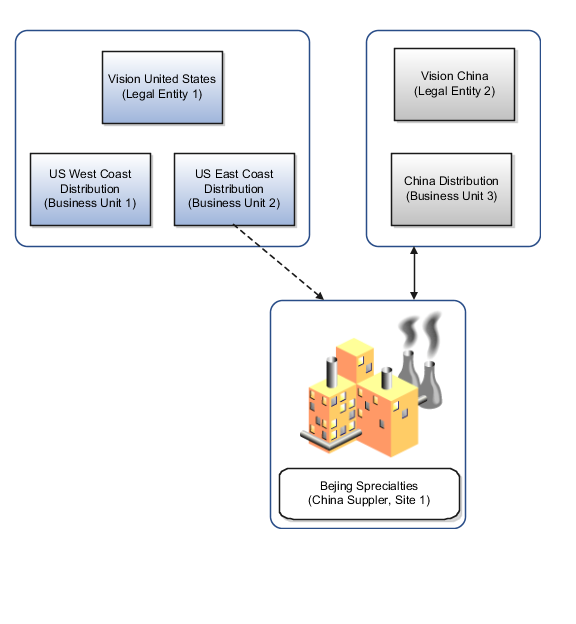 Vision United States
(Legal Entity 1)
US West Coast
Distribution
(Business Unit 1)
US East Coast
Distribution
(Business Unit 2)
Vision China
(Legal Entity 2)
China Distribution
(Business Unit 3)
Bejing Sprecialties
(China Suppler, Site 1)